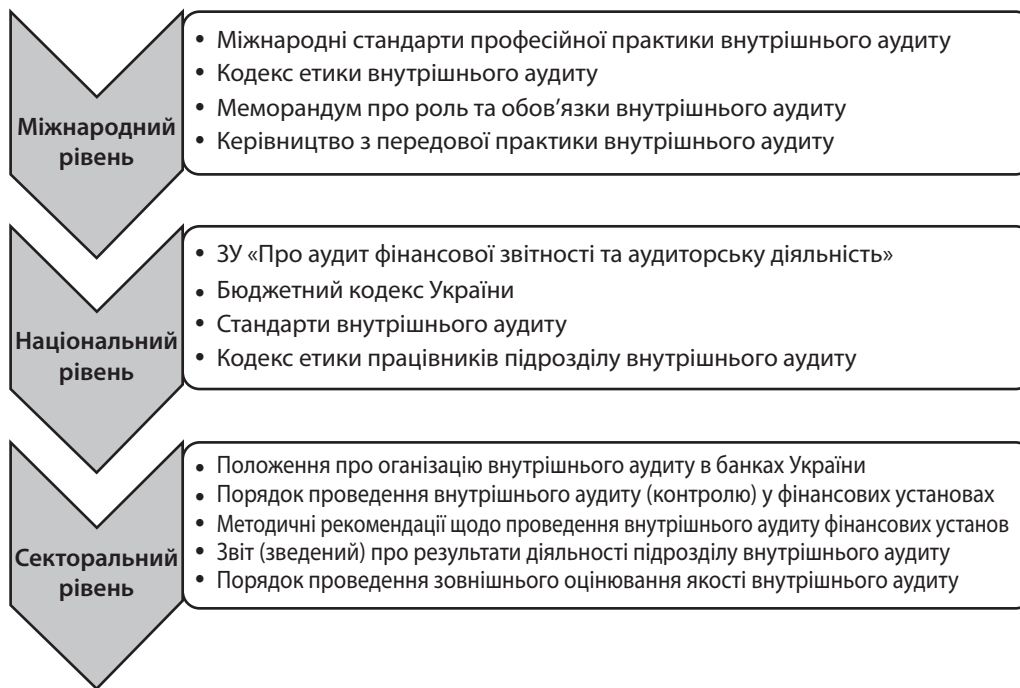 Міжнародний
рівень
• Міжнародні стандарти професійної практики внутрішнього аудиту
• Кодекс етики внутрішнього аудиту
• Меморандум про роль та обов’язки внутрішнього аудиту
• Керівництво з передової практики внутрішнього аудиту
Національний
рівень
• ЗУ «Про аудит фінансової звітності та аудиторську діяльність»
• Бюджетний кодекс України
• Стандарти внутрішнього аудиту
• Кодекс етики працівників підрозділу внутрішнього аудиту
Секторальний
рівень
• Положення про оганізацію внутрішнього аудиту в банках України
• Порядок проведення внутрішнього аудиту (контролю) у фінансових установах
• Методичні рекомендації щодо проведення внутрішнього аудиту фінансових установ
• Звіт (зведений) про результати діяльності підрозділу внутрішнього аудиту
• Порядок проведення зовнішнього оцінювання якості внутрішнього аудиту